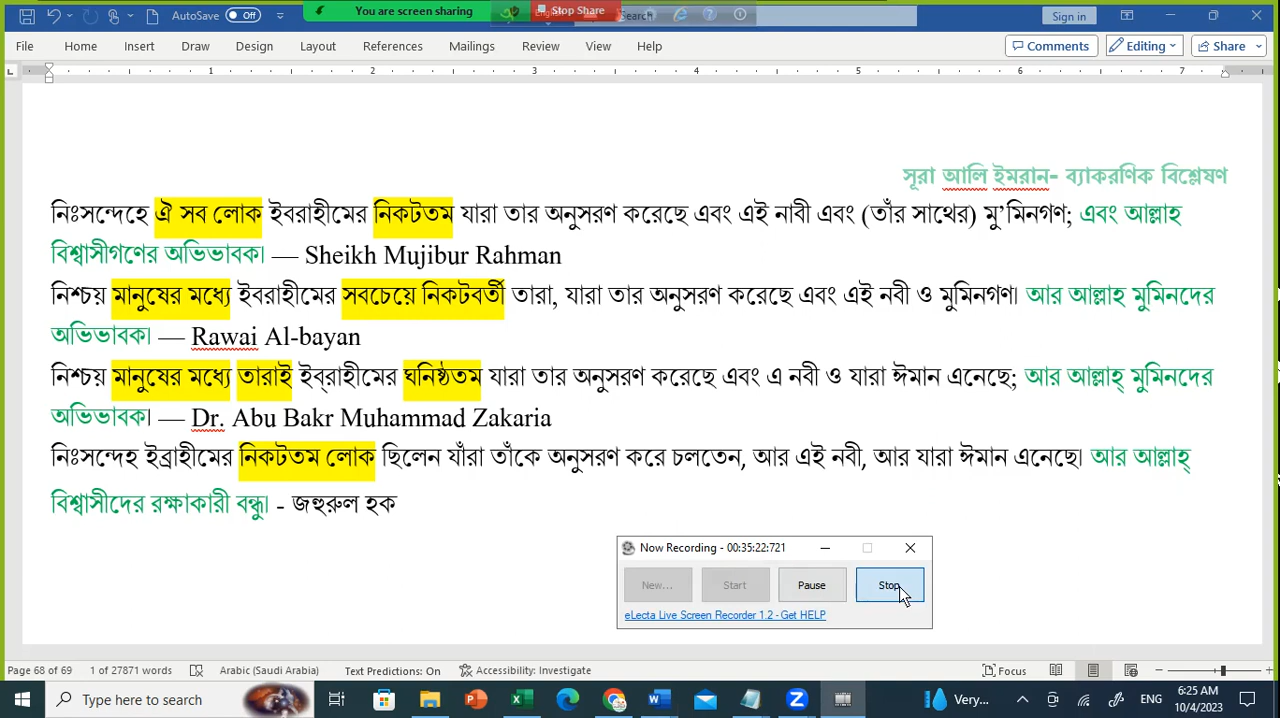 AutoSave Off
You are screen sharing
Stop Share
Search
Sign in
File Home Insert Draw Design Layout References Mailings Review View Help
Comments Editing Share
1 2 3 4 5 6 7
সূরা আলি ইমরান- ব্যাকরণিক বিশ্লেষণ
নিঃসন্দেহে ঐ সব লোক ইবরাহীমের নিকটতম যারা তার অনুসরণ করেছে এবং এই নাবী এবং (তাঁর সাথের) মু’মিনগণ; এবং আল্লাহ
বিশ্বাসীগণের অভিভাবক। — Sheikh Mujibur Rahman
নিশ্চয় মানুষের মধ্যে ইবরাহীমের সবচেয়ে নিকটবর্তী তারা, যারা তার অনুসরণ করেছে এবং এই নবী ও মুমিনগণ। আর আল্লাহ মুমিনদের
অভিভাবক। — Rawai Al-bayan
নিশ্চয় মানুষের মধ্যে তারাই ইব্‌রাহীমের ঘনিষ্ঠতম যারা তার অনুসরণ করেছে এবং এ নবী ও যারা ঈমান এনেছে; আর আল্লাহ্ মুমিনদের
অভিভাবক। — Dr. Abu Bakr Muhammad Zakaria
নিঃসন্দেহ ইব্রাহীমের নিকটতম লোক ছিলেন যাঁরা তাঁকে অনুসরণ করে চলতেন, আর এই নবী, আর যারা ঈমান এনেছে। আর আল্লাহ্
বিশ্বাসীদের রক্ষাকারী বন্ধু। - জহুরুল হক
Now Recording - 00:35:22:721
New... Start Pause Stop
eLecta Live Screen Recorder 1.2 - Get HELP
Page 68 of 69 1 of 27871 words Arabic (Saudi Arabia) Text Predictions: On Accessibility: Investigate Focus
Type here to search
Very... ENG
6:25 AM
10/4/2023